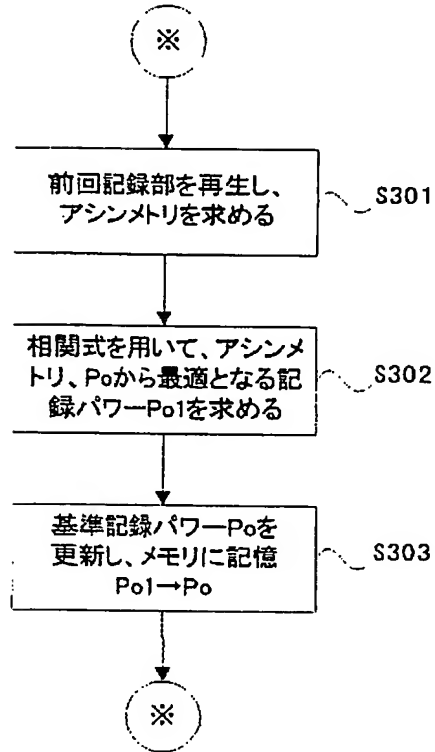 ※
前回記録部を再生し、
アシンメトリを求める
S301
相関式を用いて、アシンメ
トリ、Poから最適となる記
録パワーPo1を求める
S302
基準記録パワーPoを
更新し、メモリに記憶
Po1→Po
S303
※